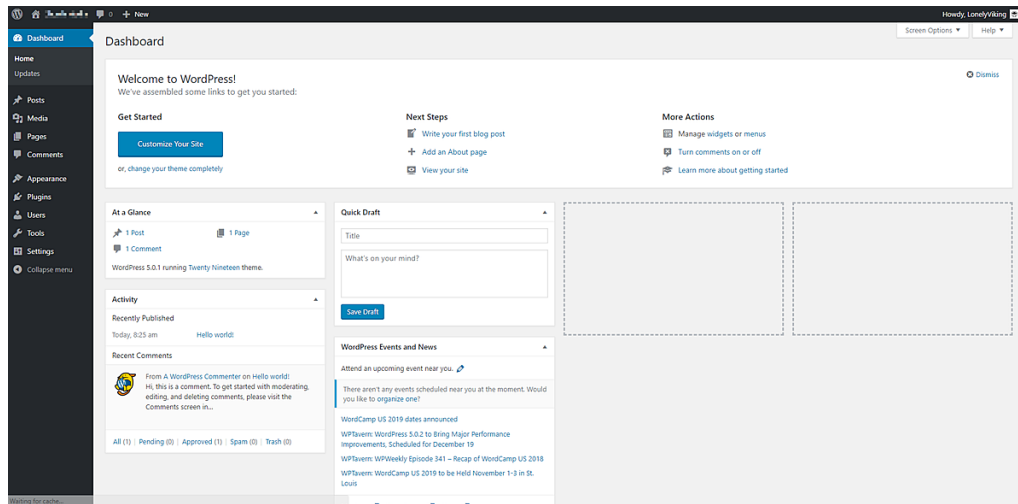 0 + New
Howdy, LonelyViking
Dashboard
Home
Updates
Posts
Media
Pages
Comments
Appearance
Plugins
Users
Tools
Settings
Collapse menu
Screen Options ▼
Help ▼
Dashboard
Welcome to WordPress!
We've assembled some links to get you started:
Dismiss
Get Started
Customize Your Site
or, change your theme completely
Next Steps
Write your first blog post
Add an About page
View your site
More Actions
Manage widgets or menus
Turn comments on or off
Learn more about getting started
At a Glance
1 Post
1 Page
1 Comment
WordPress 5.0.1 running Twenty Nineteen theme.
Activity
Recently Published
Today, 8:25 am Hello world!
Recent Comments
From A WordPress Commenter on Hello world!
Hi, this is a comment. To get started with moderating,
editing, and deleting comments, please visit the
Comments screen in...
All (1) | Pending (0) | Approved (1) | Spam (0) | Trash (0)
Quick Draft
Title
What's on your mind?
Save Draft
WordPress Events and News
Attend an upcoming event near you.
There aren't any events scheduled near you at the moment. Would
you like to organize one?
WordCamp US 2019 dates announced
WPTavern: WordPress 5.0.2 to Bring Major Performance
Improvements, Scheduled for December 19
WPTavern: WPWeekly Episode 341 – Recap of WordCamp US 2018
WPTavern: WordCamp US 2019 to be Held November 1-3 in St.
Louis
Waiting for cache...